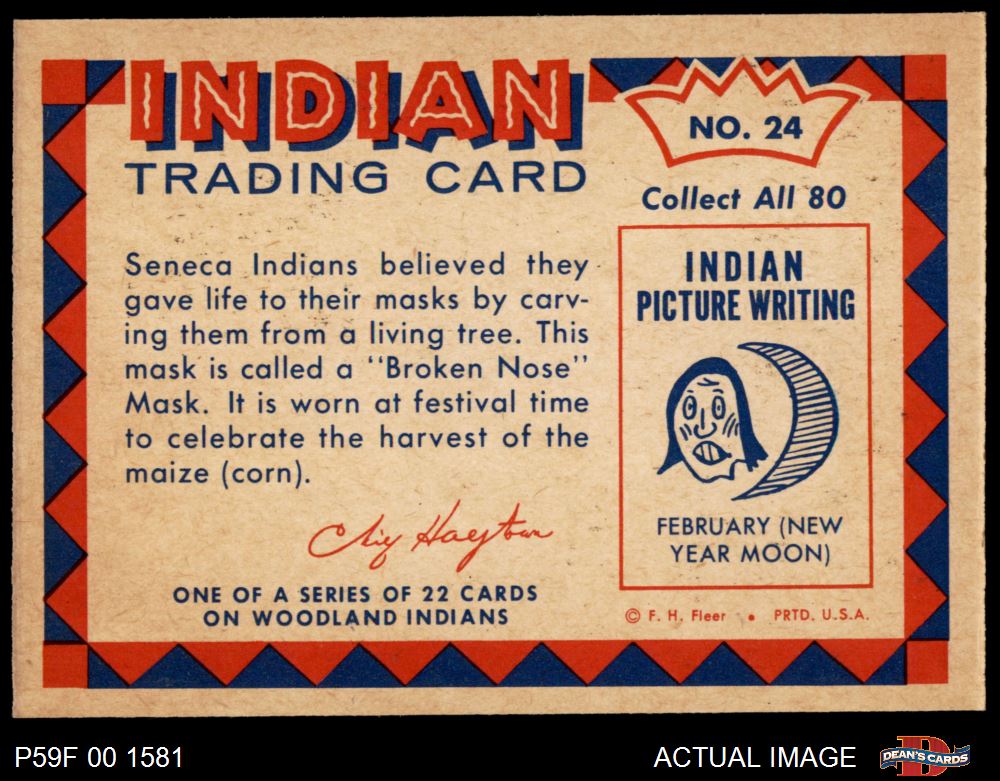 INDIAN
TRADING CARD
NO. 24
Collect All 80
Seneca Indians believed they
gave life to their masks by carv-
ing them from a living tree. This
mask is called a "Broken Nose"
Mask. It is worn at festival time
to celebrate the harvest of the
maize (corn).
ONE OF A SERIES OF 22 CARDS
ON WOODLAND INDIANS
INDIAN
PICTURE WRITING
FEBRUARY (NEW
YEAR MOON)
© F. H. Fleer • PRTD. U.S.A.
P59F 00 1581
ACTUAL IMAGE
DEAN'S CARDS